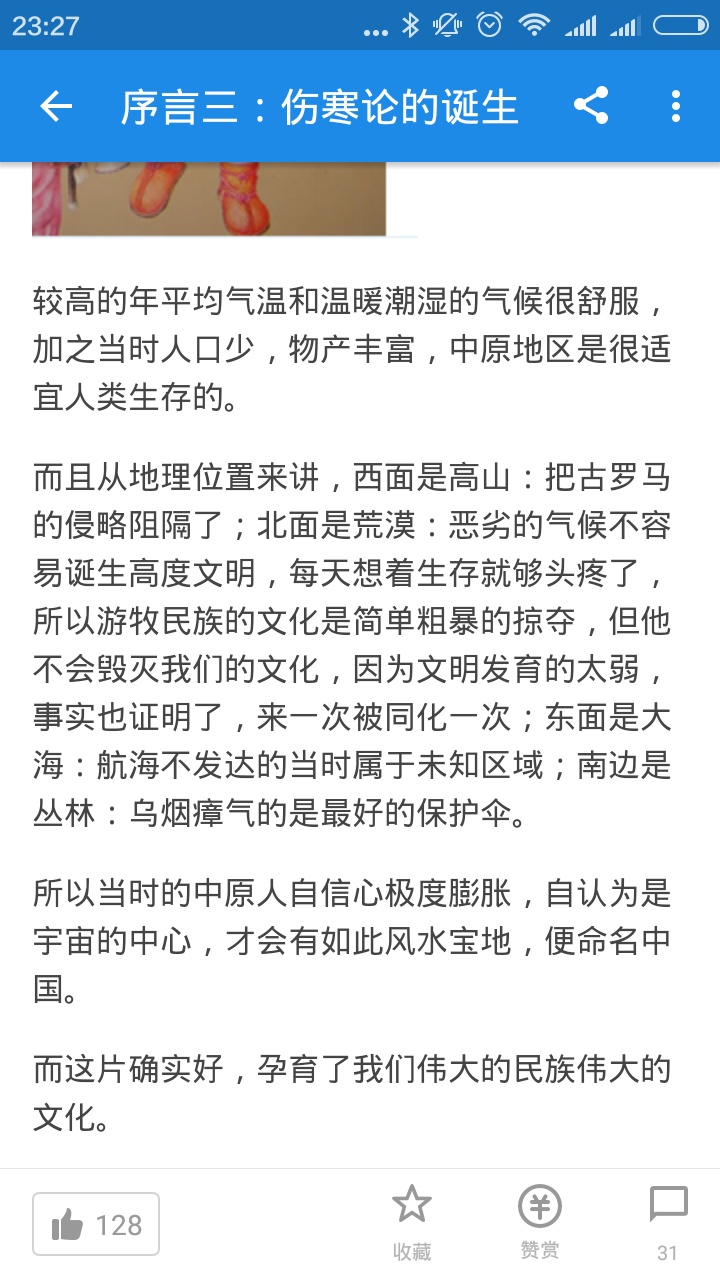 23:27
序言三：伤寒论的诞生
较高的年平均气温和温暖潮湿的气候很舒服，
加之当时人口少，物产丰富，中原地区是很适
宜人类生存的。
而且从地理位置来讲，西面是高山：把古罗马
的侵略阻隔了；北面是荒漠：恶劣的气候不容
易诞生高度文明，每天想着生存就够头疼了，
所以游牧民族的文化是简单粗暴的掠夺，但他
不会毁灭我们的文化，因为文明发育的太弱，
事实也证明了，来一次被同化一次；东面是大
海：航海不发达的当时属于未知区域；南边是
丛林：乌烟瘴气的是最好的保护伞。
所以当时的中原人自信心极度膨胀，自认为是
宇宙的中心，才会有如此风水宝地，便命名中
国。
而这片确实好，孕育了我们伟大的民族伟大的
文化。
128
收藏
赞赏
31